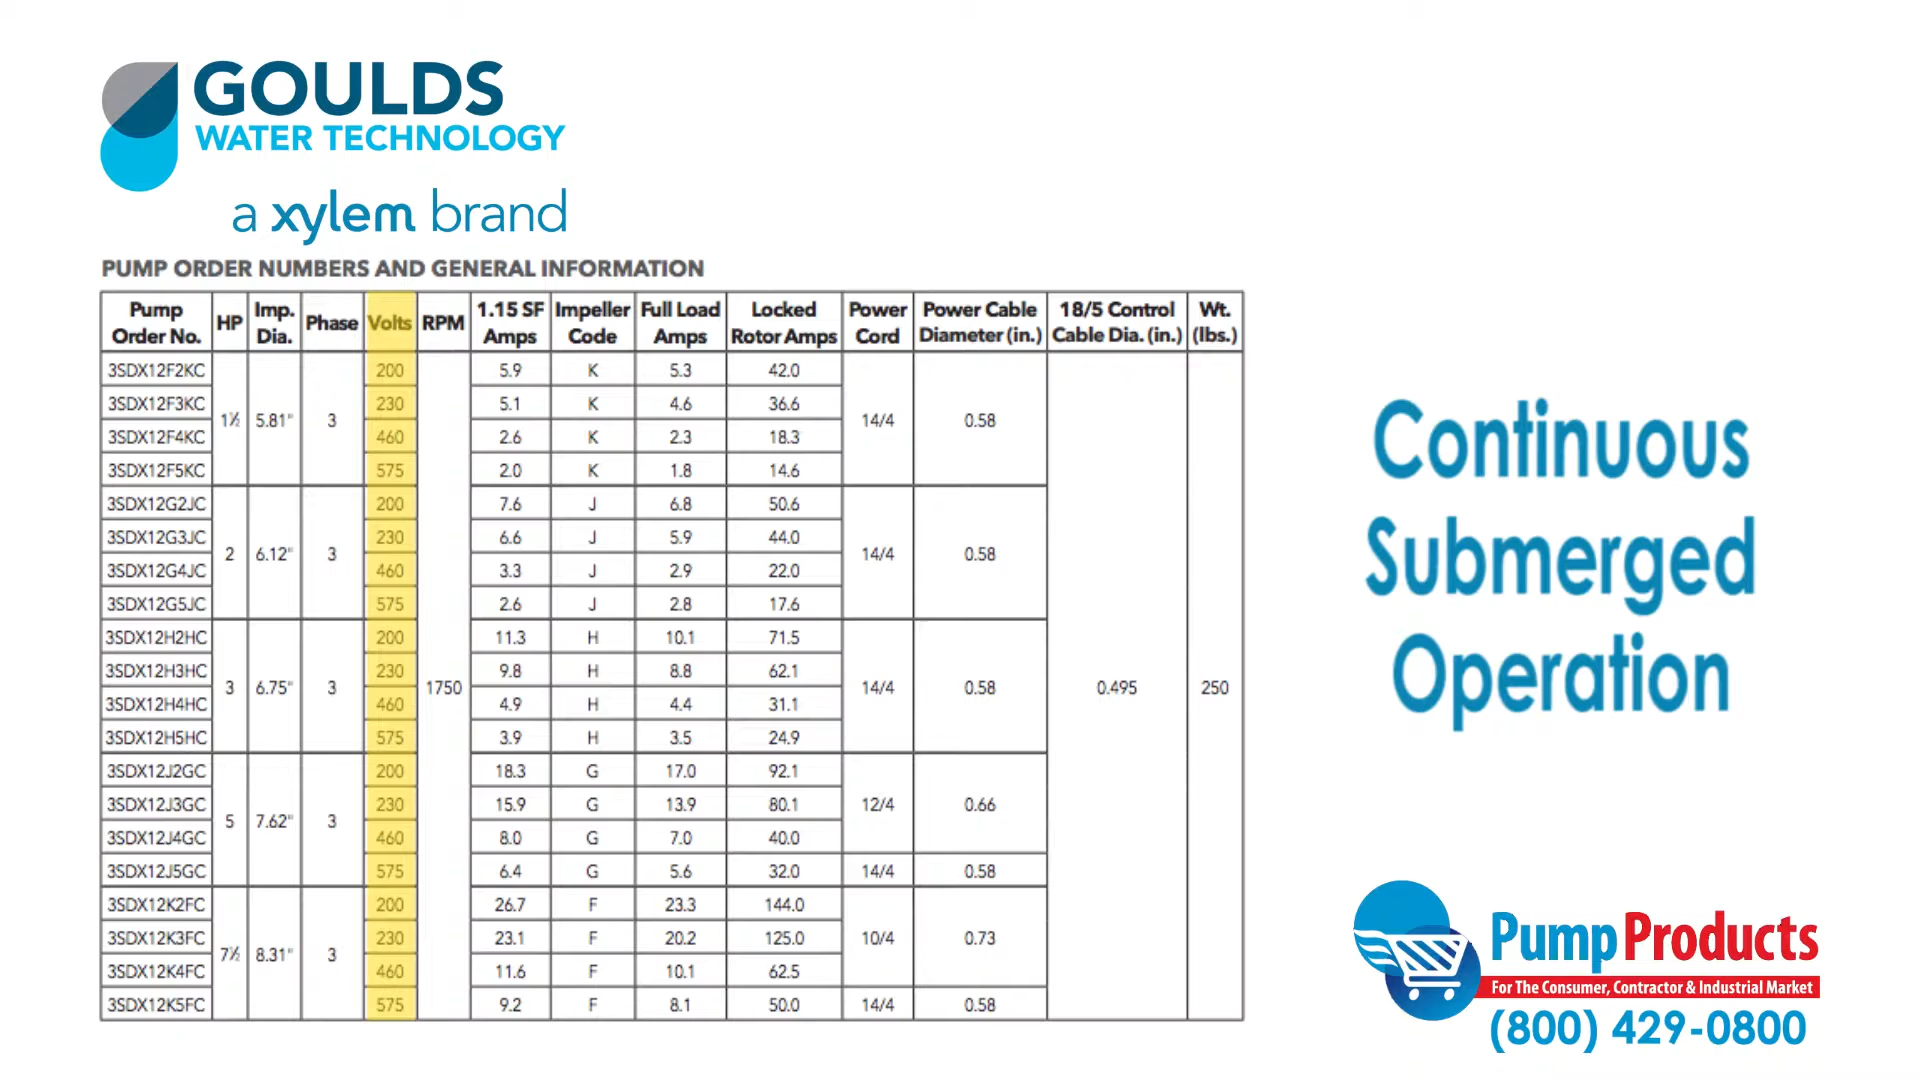 GOULDS
WATER TECHNOLOGY
a xylem brand
PUMP ORDER NUMBERS AND GENERAL INFORMATION
Pump Order No. HP Imp. Dia. Phase Volts RPM 1.15 SF Amps Impeller Code Full Load Amps Locked Rotor Amps Power Cord Power Cable Diameter (in.) 18/5 Control Cable Dia. (in.) Wt. (lbs.)
3SDX12F2KC 1½ 5.81" 3 200 1750 5.9 K 5.3 42.0 14/4 0.58 0.495 250
3SDX12F3KC 230 5.1 K 4.6 36.6
3SDX12F4KC 460 2.6 K 2.3 18.3
3SDX12F5KC 575 2.0 K 1.8 14.6
3SDX12G2JC 2 6.12" 3 200 7.6 J 6.8 50.6 14/4 0.58
3SDX12G3JC 230 6.6 J 5.9 44.0
3SDX12G4JC 460 3.3 J 2.9 22.0
3SDX12G5JC 575 2.6 J 2.8 17.6
3SDX12H2HC 3 6.75" 3 200 11.3 H 10.1 71.5 14/4 0.58
3SDX12H3HC 230 9.8 H 8.8 62.1
3SDX12H4HC 460 4.9 H 4.4 31.1
3SDX12H5HC 575 3.9 H 3.5 24.9
3SDX12J2GC 5 7.62" 3 200 18.3 G 17.0 92.1 12/4 0.66
3SDX12J3GC 230 15.9 G 13.9 80.1
3SDX12J4GC 460 8.0 G 7.0 40.0
3SDX12J5GC 575 6.4 G 5.6 32.0 14/4 0.58
3SDX12K2FC 7½ 8.31" 3 200 26.7 F 23.3 144.0 10/4 0.73
3SDX12K3FC 230 23.1 F 20.2 125.0
3SDX12K4FC 460 11.6 F 10.1 62.5
3SDX12K5FC 575 9.2 F 8.1 50.0 14/4 0.58
Continuous
Submerged
Operation
Pump Products
For The Consumer, Contractor & Industrial Market
(800) 429-0800